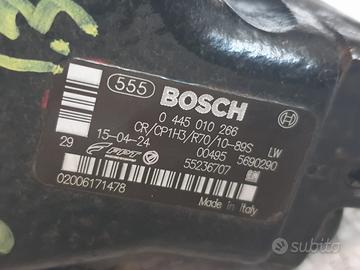 555 BOSCH
0 445 010 266
CR/CP1H3/R70/10-89S LW
15-04-24 00495 5690290
29 55236707
02006171478 Made in Italy
subito